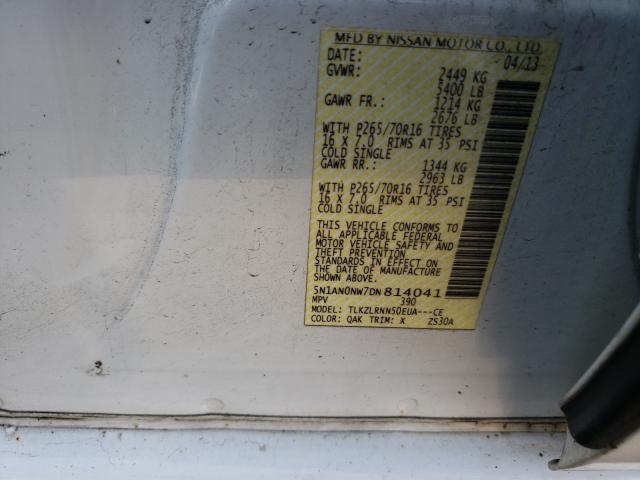 MFD BY NISSAN MOTOR CO., LTD.
DATE: 04/13
GVWR: 2449 KG
5400 LB
GAWR FR.: 1214 KG
2676 LB
WITH P265/70R16 TIRES
16 X 7.0 RIMS AT 35 PSI
COLD SINGLE
GAWR RR.: 1344 KG
2963 LB
WITH P265/70R16 TIRES
16 X 7.0 RIMS AT 35 PSI
COLD SINGLE
THIS VEHICLE CONFORMS TO
ALL APPLICABLE FEDERAL
MOTOR VEHICLE SAFETY AND
THEFT PREVENTION
STANDARDS IN EFFECT ON
THE DATE OF MANUFACTURE
SHOWN ABOVE.
5N1AN0NW7DN814041
MPV 390
MODEL: TLKZLRNN50EUA---CE
COLOR: QAK TRIM: X ZS30A